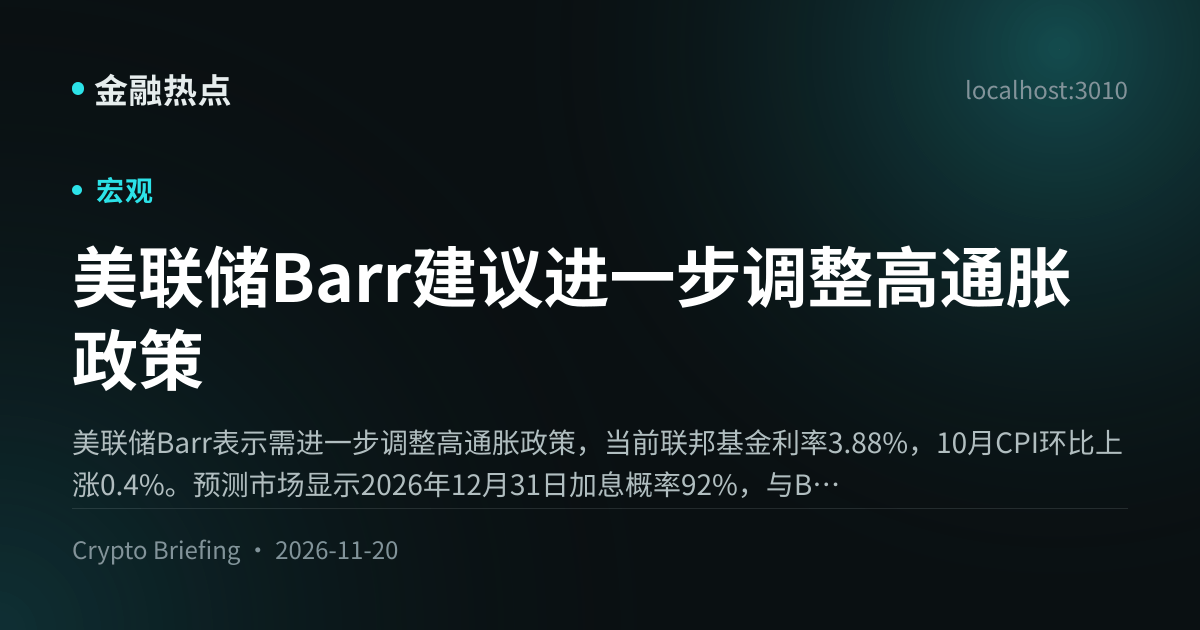 金融热点
localhost:3010
宏观
美联储Barr建议进一步调整高通胀
政策
美联储Barr表示需进一步调整高通胀政策，当前联邦基金利率3.88%，10月CPI环比上
涨0.4%。预测市场显示2026年12月31日加息概率92%，与B…
Crypto Briefing · 2026-11-20